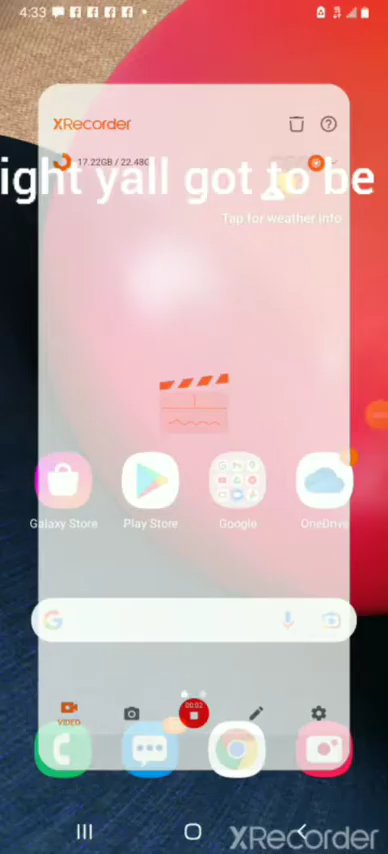 4:33
XRecorder
17.22GB / 22.48G
ight yall got to be
Tap for weather info
Galaxy Store
Play Store
Google
OneDrive
00:02
VIDEO
XRecorder